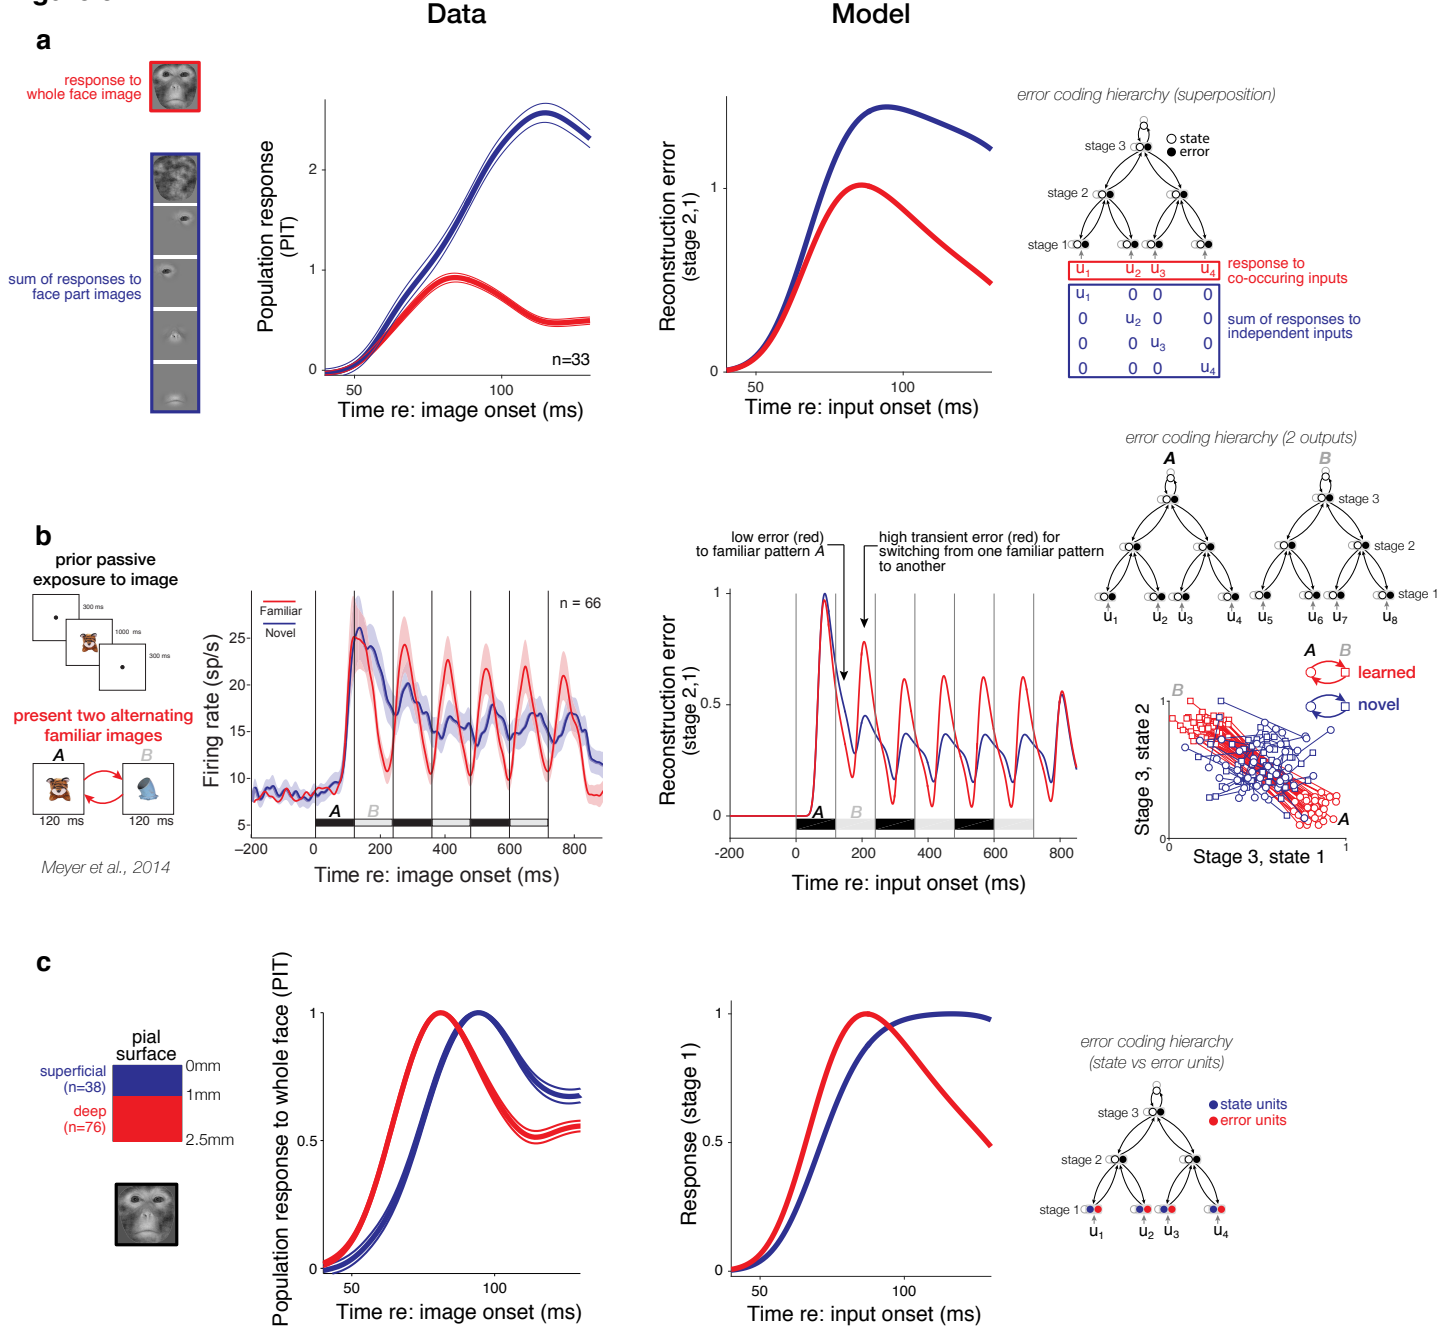 Data
Model
a
response to
whole face image
sum of responses to
face part images
Population response
(PIT)
2
1
0
n=33
50
100
Time re: image onset (ms)
Reconstruction error
(stage 2,1)
1
0
50
100
Time re: input onset (ms)
error coding hierarchy (superposition)
state
error
stage 3
stage 2
stage 1
u1 u2 u3 u4
response to
co-occuring inputs
u1 0 0 0
0 u2 0 0
0 0 u3 0
0 0 0 u4
sum of responses to
independent inputs
b
prior passive
exposure to image
300 ms
1000 ms
300 ms
present two alternating
familiar images
A B
120 ms 120 ms
Meyer et al., 2014
Firing rate (sp/s)
Familiar
Novel
n = 66
25
20
15
10
5
A B
−200 0 200 400 600 800
Time re: image onset (ms)
low error (red)
to familiar pattern A
high transient error (red) for
switching from one familiar pattern
to another
Reconstruction error
(stage 2,1)
1
0.5
0
A B
-200 0 200 400 600 800
Time re: input onset (ms)
error coding hierarchy (2 outputs)
A B
stage 3
stage 2
stage 1
u1 u2 u3 u4 u5 u6 u7 u8
A B
learned
novel
Stage 3, state 2
1
0
B
A
0 1
Stage 3, state 1
c
pial
surface
superficial
(n=38)
deep
(n=76)
0mm
1mm
2.5mm
Population response to whole face (PIT)
1
0.5
0
50 100
Time re: image onset (ms)
Response (stage 1)
1
0.5
0
50 100
Time re: input onset (ms)
error coding hierarchy
(state vs error units)
stage 3
stage 2
stage 1
state units
error units
u1 u2 u3 u4